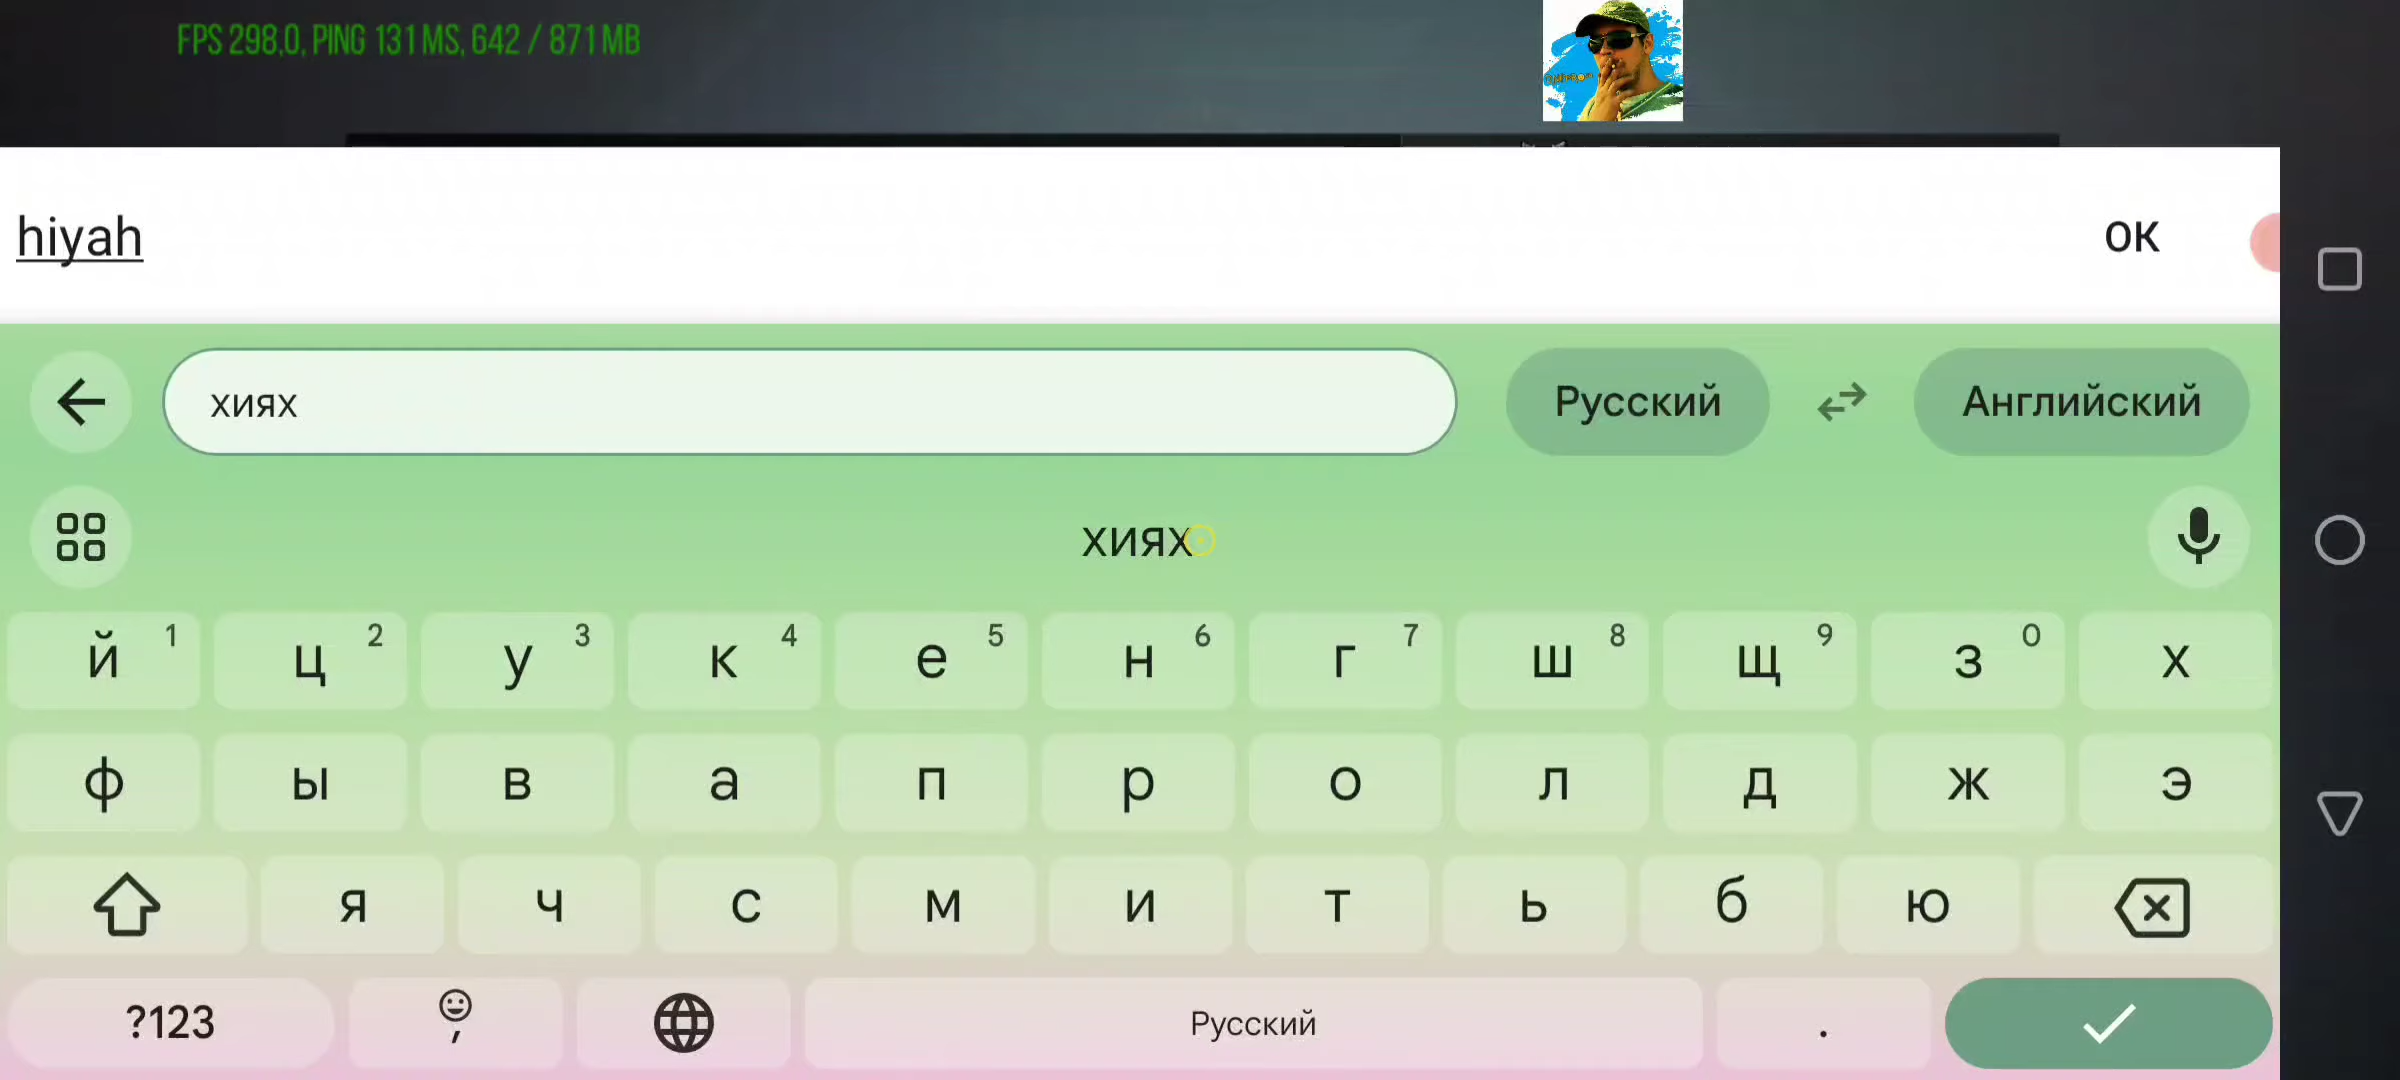 FPS 298,0, PING 131 MS, 642 / 871 MB
hiyah
OK
хиях
Русский
Английский
хиях
й 1 ц 2 у 3 к 4 е 5 н 6 г 7 ш 8 щ 9 з 0 х
ф ы в а п р о л д ж э
я ч с м и т ь б ю
?123 , Русский .